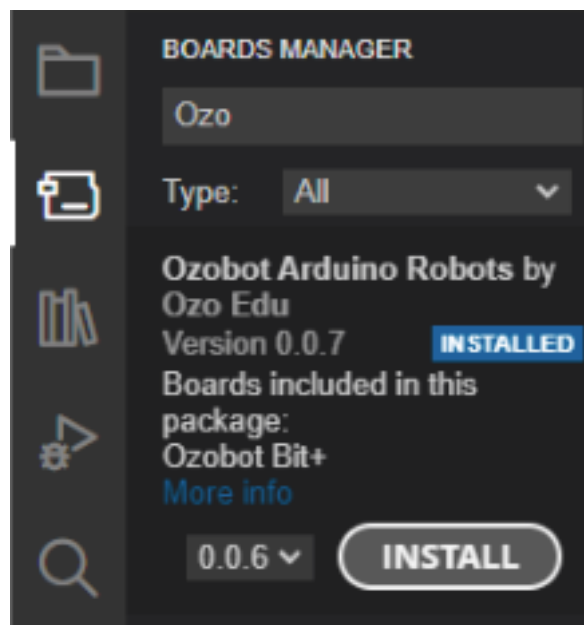 BOARDS MANAGER
Ozo
Type: All
Ozobot Arduino Robots by
Ozo Edu
Version 0.0.7 INSTALLED
Boards included in this
package:
Ozobot Bit+
More info
0.0.6 INSTALL